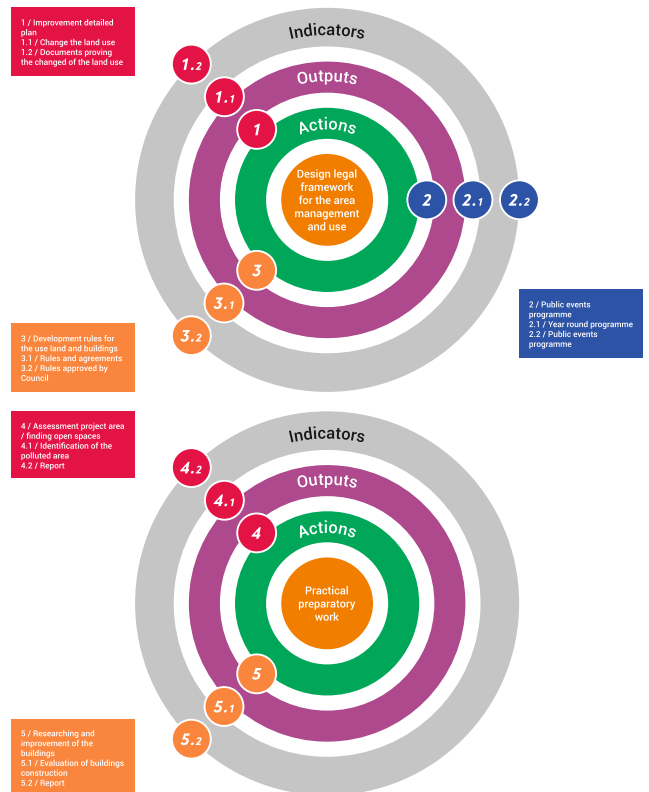 1 / Improvement detailed
plan
1.1 / Change the land use
1.2 / Documents proving
the changed of the land use
Indicators
Outputs
Actions
Design legal
framework
for the area
management
and use
1.2
1.1
1
2
2.1
2.2
3
3.1
3.2
2 / Public events
programme
2.1 / Year round programme
2.2 / Public events
programme
3 / Development rules for
the use land and buildings
3.1 / Rules and agreements
3.2 / Rules approved by
Council
4 / Assessment project area
/ finding open spaces
4.1 / Identification of the
polluted area
4.2 / Report
Indicators
Outputs
Actions
Practical
preparatory
work
4.2
4.1
4
5
5.1
5.2
5 / Researching and
improvement of the
buildings
5.1 / Evaluation of buildings
construction
5.2 / Report